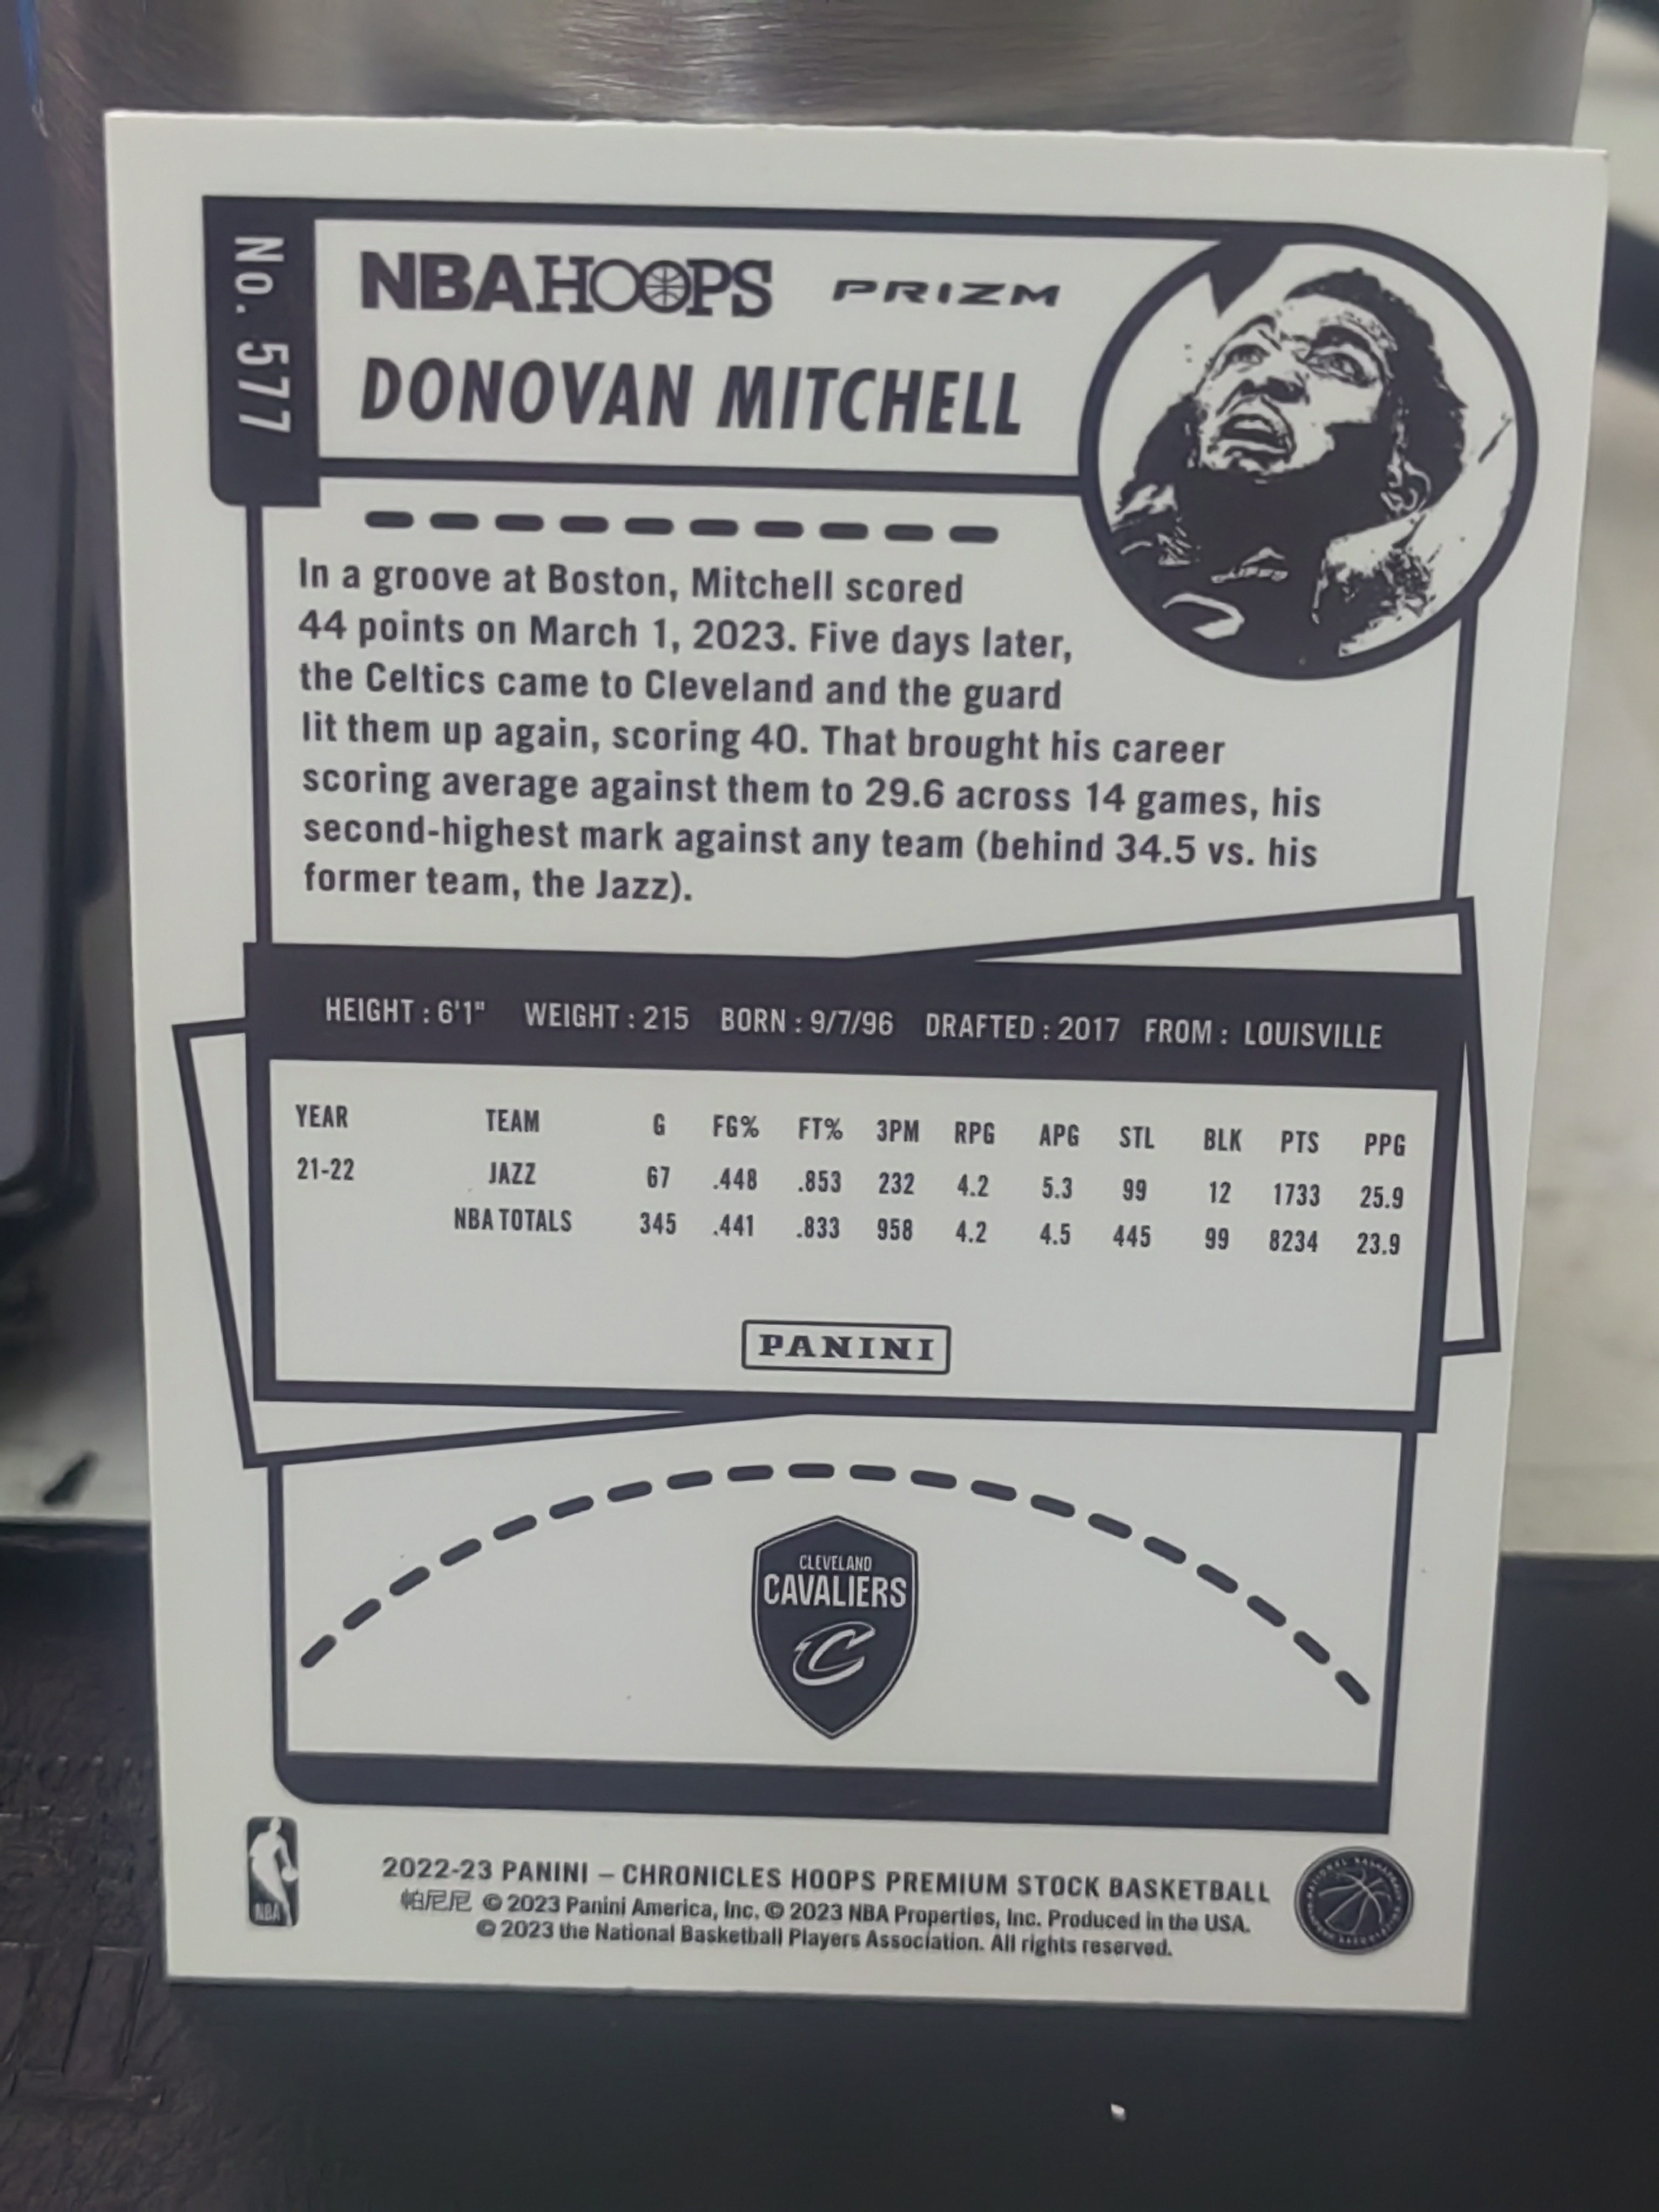 No. 577
NBA HOOPS PRIZM
DONOVAN MITCHELL
In a groove at Boston, Mitchell scored
44 points on March 1, 2023. Five days later,
the Celtics came to Cleveland and the guard
lit them up again, scoring 40. That brought his career
scoring average against them to 29.6 across 14 games, his
second-highest mark against any team (behind 34.5 vs. his
former team, the Jazz).
HEIGHT : 6'1" WEIGHT : 215 BORN : 9/7/96 DRAFTED : 2017 FROM : LOUISVILLE
YEAR TEAM G FG% FT% 3PM RPG APG STL BLK PTS PPG
21-22 JAZZ 67 .448 .853 232 4.2 5.3 99 12 1733 25.9
NBA TOTALS 345 .441 .833 958 4.2 4.5 445 99 8234 23.9
PANINI
CLEVELAND
CAVALIERS
C
NBA
2022-23 PANINI – CHRONICLES HOOPS PREMIUM STOCK BASKETBALL
帕尼尼 © 2023 Panini America, Inc. © 2023 NBA Properties, Inc. Produced in the USA.
© 2023 the National Basketball Players Association. All rights reserved.